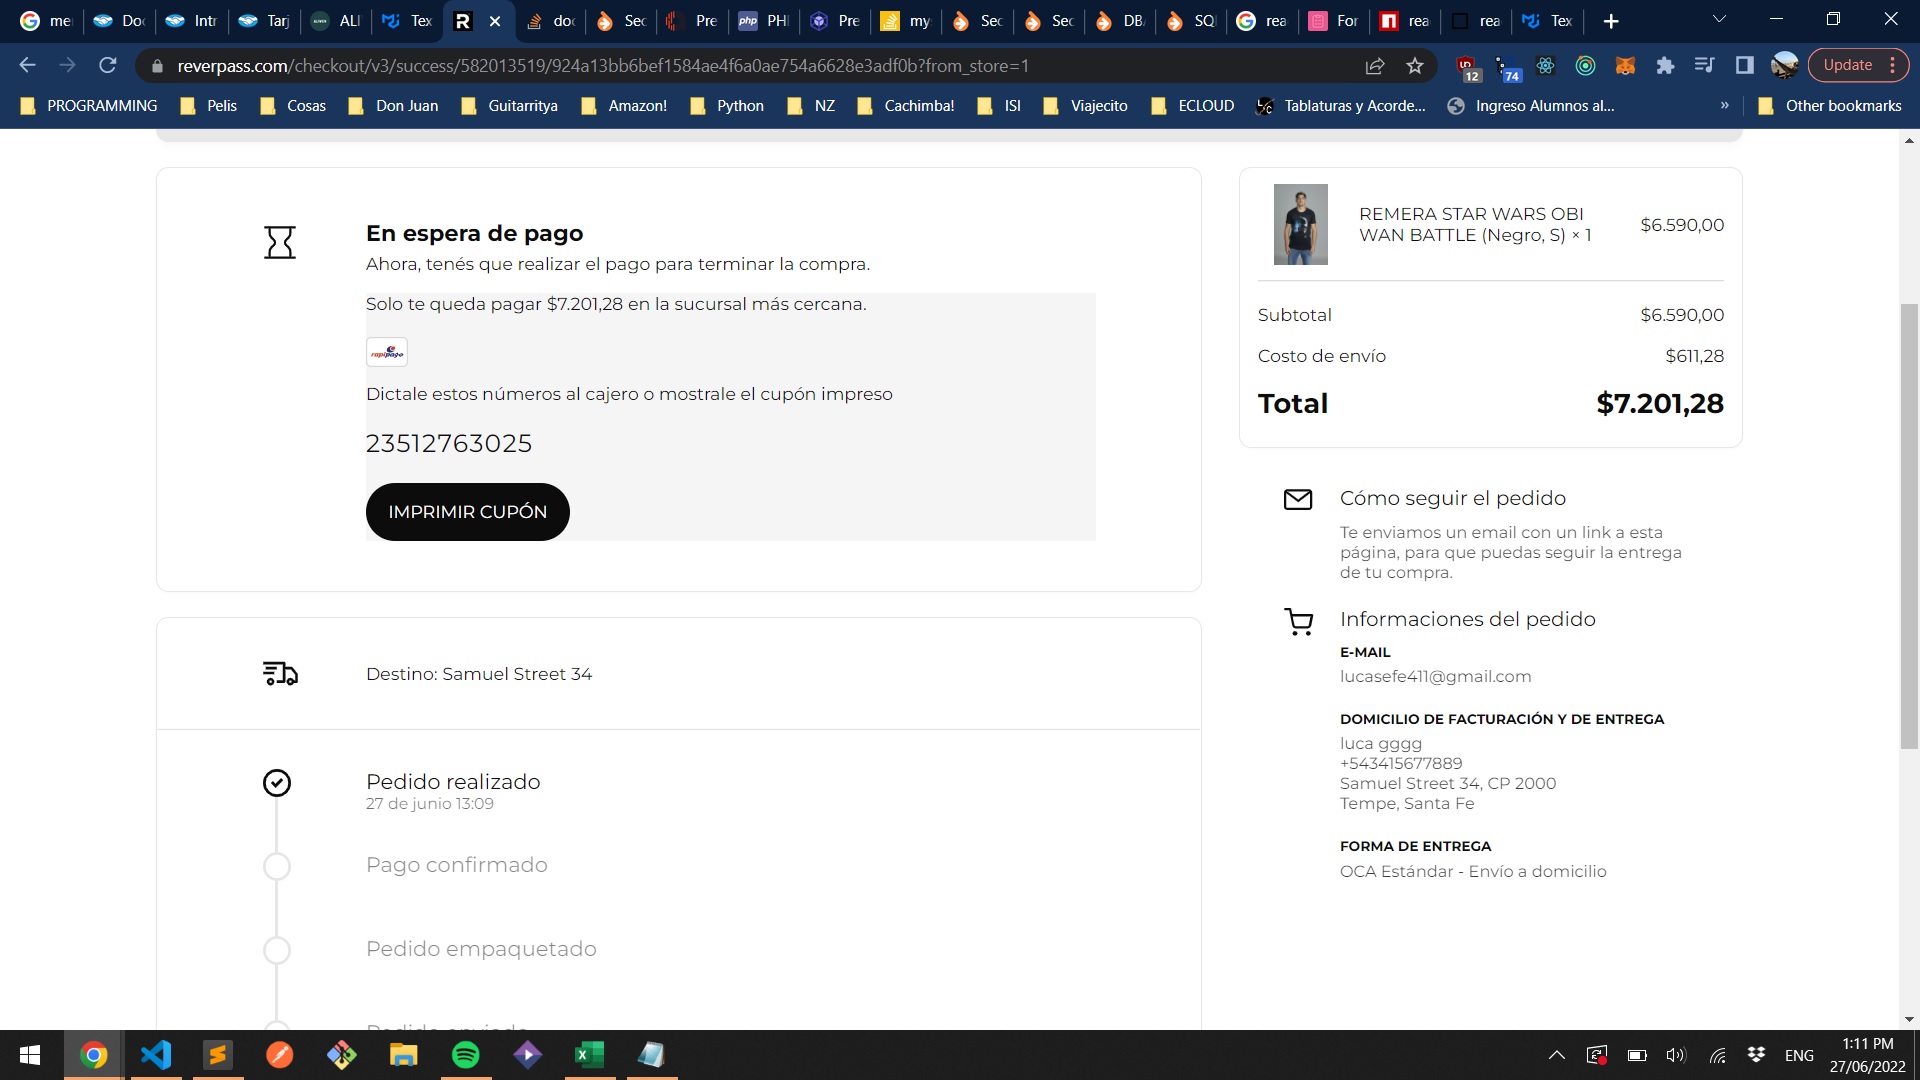 me
Doc
Intr
Tarj
ALI
Tex
doc
Sec
Pre
PHI
Pre
my
Sec
Sec
DB
SQ
rea
For
rea
rea
Tex
reverpass.com/checkout/v3/success/582013519/924a13bb6bef1584ae4f6a0ae754a6628e3adf0b?from_store=1
12
74
Update
PROGRAMMING
Pelis
Cosas
Don Juan
Guitarritya
Amazon!
Python
NZ
Cachimba!
ISI
Viajecito
ECLOUD
Tablaturas y Acorde...
Ingreso Alumnos al...
»
Other bookmarks
En espera de pago
Ahora, tenés que realizar el pago para terminar la compra.
Solo te queda pagar $7.201,28 en la sucursal más cercana.
rapipago
Dictale estos números al cajero o mostrale el cupón impreso
23512763025
IMPRIMIR CUPÓN
Destino: Samuel Street 34
Pedido realizado
27 de junio 13:09
Pago confirmado
Pedido empaquetado
Pedido enviado
REMERA STAR WARS OBI
WAN BATTLE (Negro, S) × 1
$6.590,00
Subtotal $6.590,00
Costo de envío $611,28
Total $7.201,28
Cómo seguir el pedido
Te enviamos un email con un link a esta
página, para que puedas seguir la entrega
de tu compra.
Informaciones del pedido
E-MAIL
lucasefe411@gmail.com
DOMICILIO DE FACTURACIÓN Y DE ENTREGA
luca gggg
+543415677889
Samuel Street 34, CP 2000
Tempe, Santa Fe
FORMA DE ENTREGA
OCA Estándar - Envío a domicilio
ENG
1:11 PM
27/06/2022